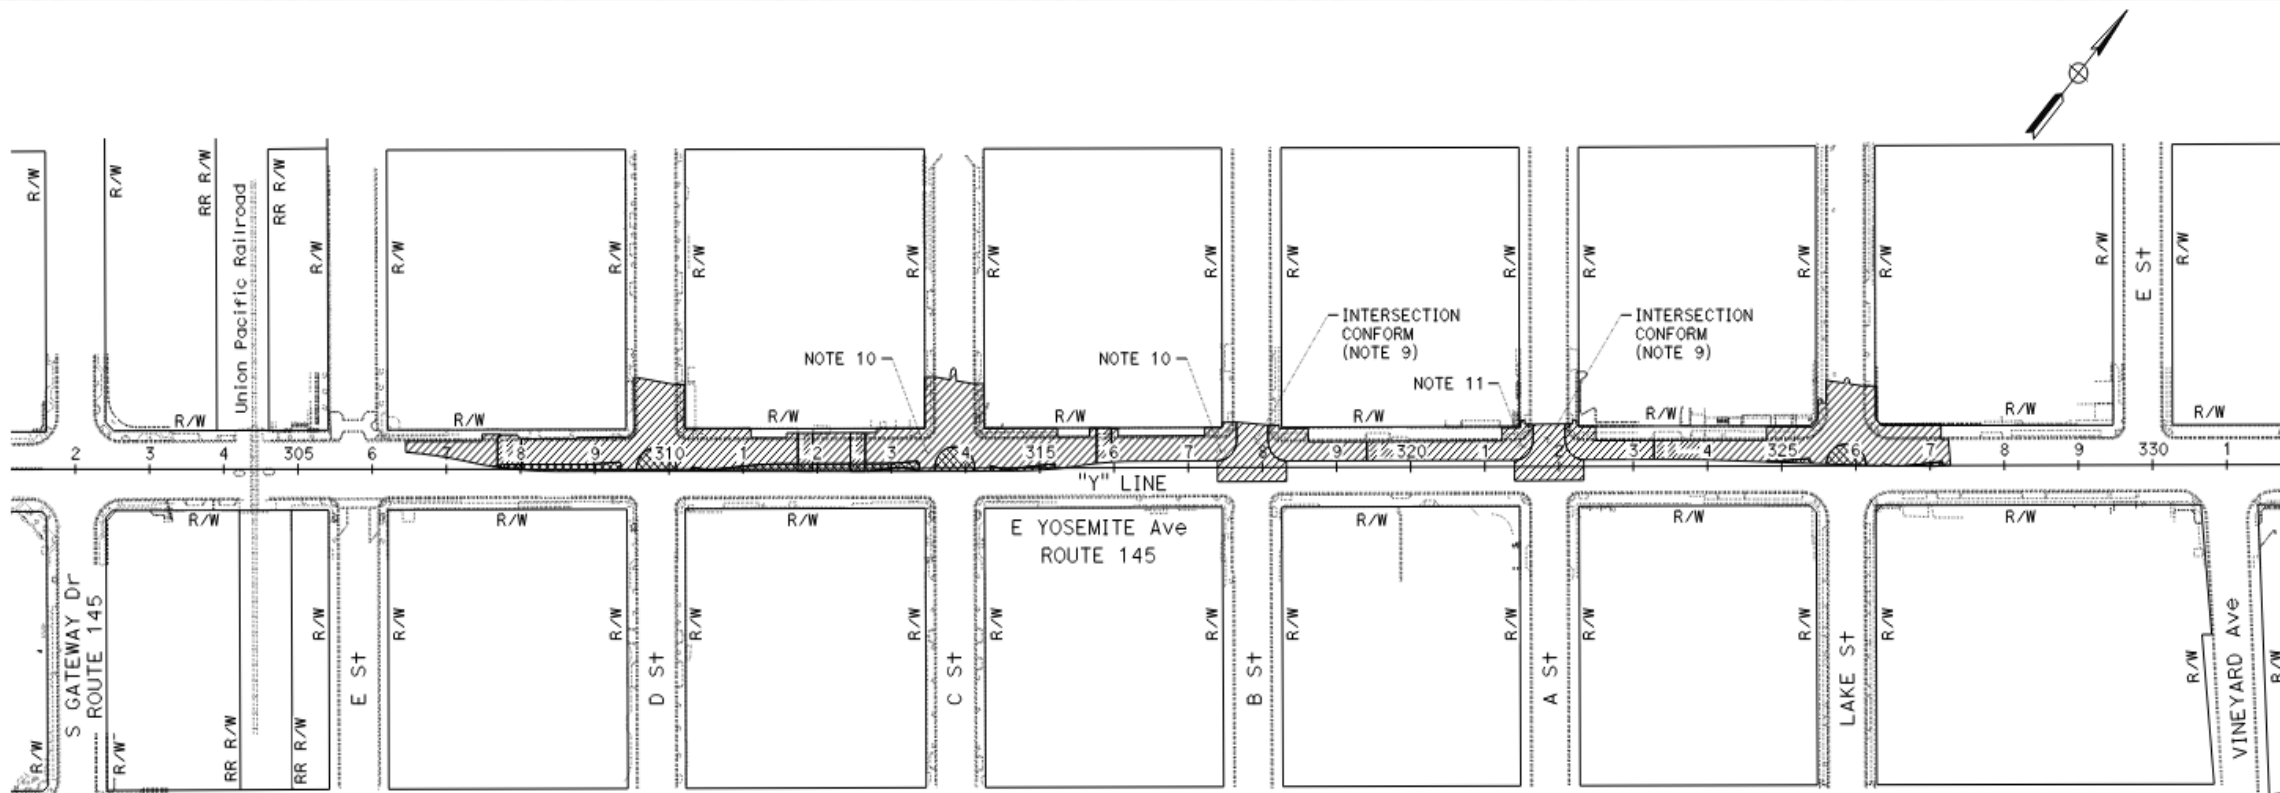 R/W
R/W
RR R/W
RR R/W
R/W
R/W
R/W
R/W
R/W
R/W
R/W
R/W
R/W
R/W
R/W
R/W
E St
R/W
Union Pacific Railroad
INTERSECTION
CONFORM
(NOTE 9)
INTERSECTION
CONFORM
(NOTE 9)
NOTE 10
NOTE 10
NOTE 11
R/W
R/W
R/W
R/W
R/W
R/W
R/W
R/W
2 3 4 305 6 7 8 9 310 1 2 3 4 315 6 7 8 9 320 1 2 3 4 325 6 7 8 9 330 1
"Y" LINE
R/W
R/W
R/W
E YOSEMITE Ave
ROUTE 145
R/W
R/W
R/W
S GATEWAY Dr
ROUTE 145
R/W
R/W
R/W
R/W
R/W
R/W
R/W
R/W
R/W
R/W
R/W
E St
D St
C St
B St
A St
LAKE St
R/W
VINEYARD Ave
R/W
R/W
R/W
RR R/W
RR R/W